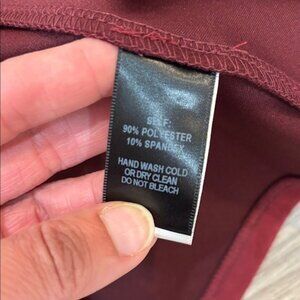 SELF:
90% POLYESTER
10% SPANDEX
HAND WASH COLD
OR DRY CLEAN
DO NOT BLEACH